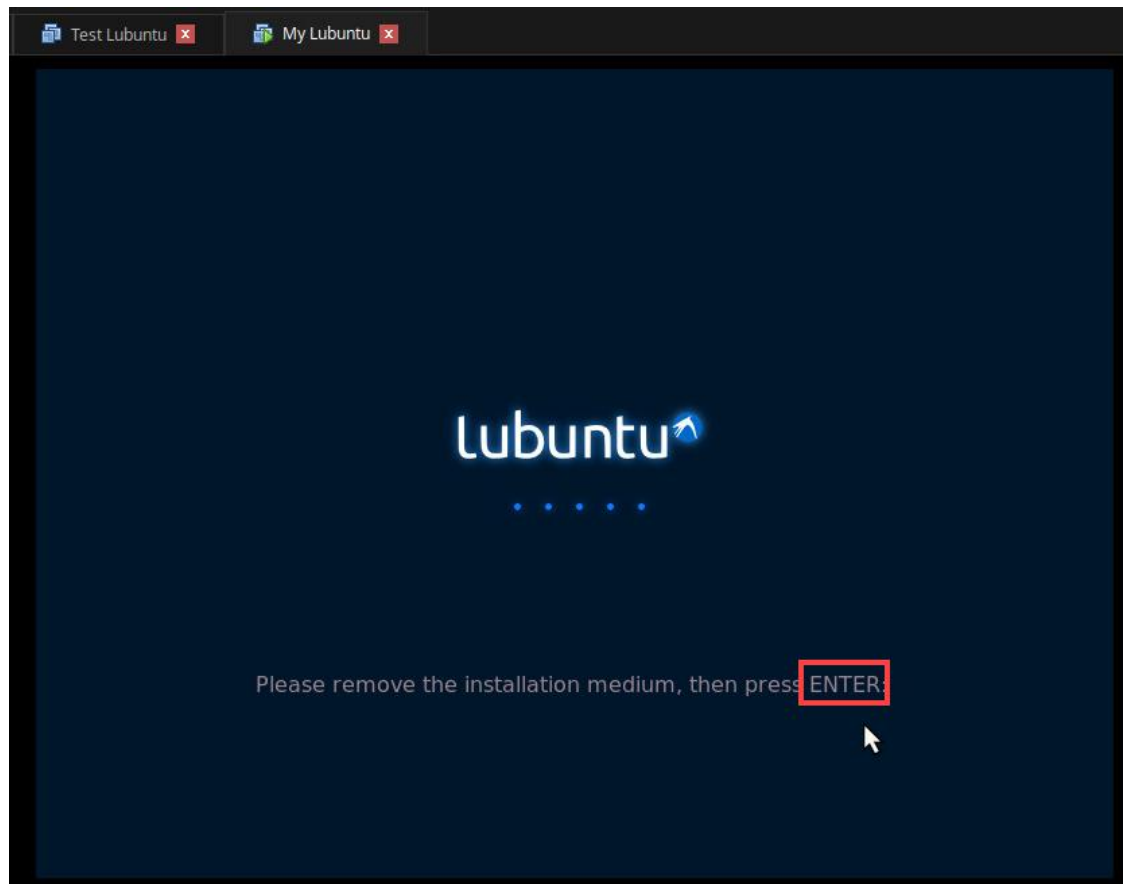 Test Lubuntu x My Lubuntu x
lubuntu
Please remove the installation medium, then press ENTER: